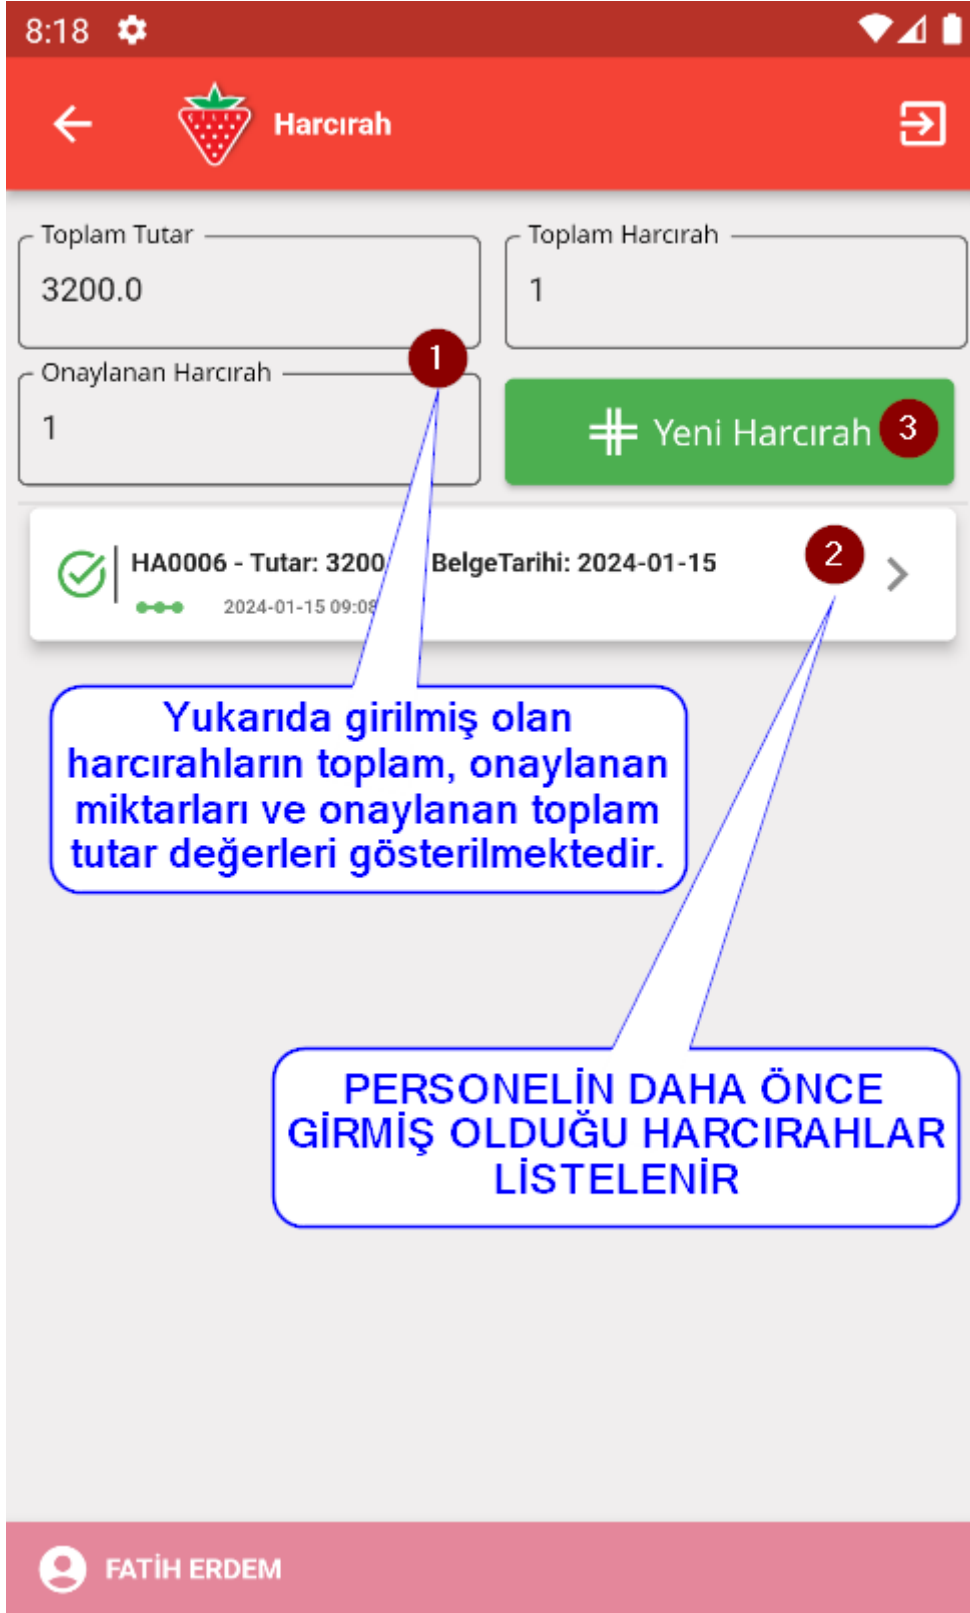 8:18
Harcırah
Toplam Tutar
3200.0
Toplam Harcırah
1
Onaylanan Harcırah
1
1
Yeni Harcırah
3
HA0006 - Tutar: 3200 BelgeTarihi: 2024-01-15
2
2024-01-15 09:08
Yukarıda girilmiş olan
harcırahların toplam, onaylanan
miktarları ve onaylanan toplam
tutar değerleri gösterilmektedir.
PERSONELİN DAHA ÖNCE
GİRMİŞ OLDUĞU HARCIRAHLAR
LİSTELENİR
FATİH ERDEM